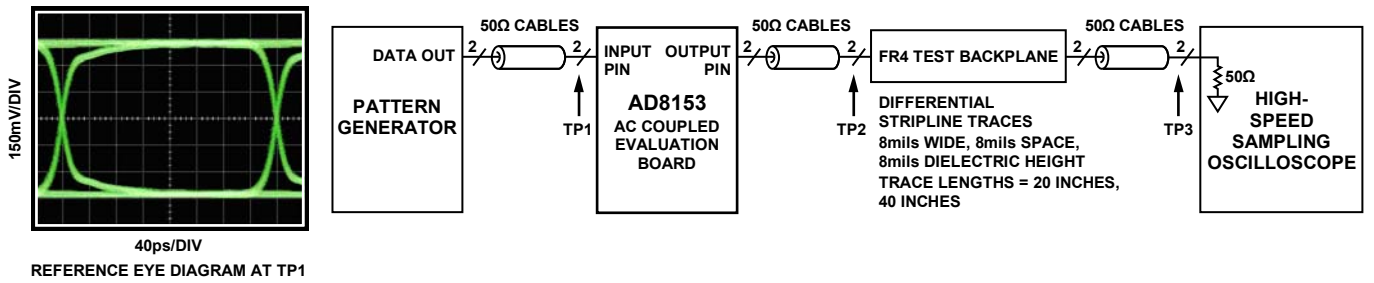 150mV/DIV
40ps/DIV
REFERENCE EYE DIAGRAM AT TP1
DATA OUT
PATTERN
GENERATOR
50Ω CABLES
2
2
TP1
INPUT
PIN
OUTPUT
PIN
AD8153
AC COUPLED
EVALUATION
BOARD
50Ω CABLES
2
2
TP2
FR4 TEST BACKPLANE
DIFFERENTIAL
STRIPLINE TRACES
8mils WIDE, 8mils SPACE,
8mils DIELECTRIC HEIGHT
TRACE LENGTHS = 20 INCHES,
40 INCHES
50Ω CABLES
2
2
TP3
50Ω
HIGH-
SPEED
SAMPLING
OSCILLOSCOPE